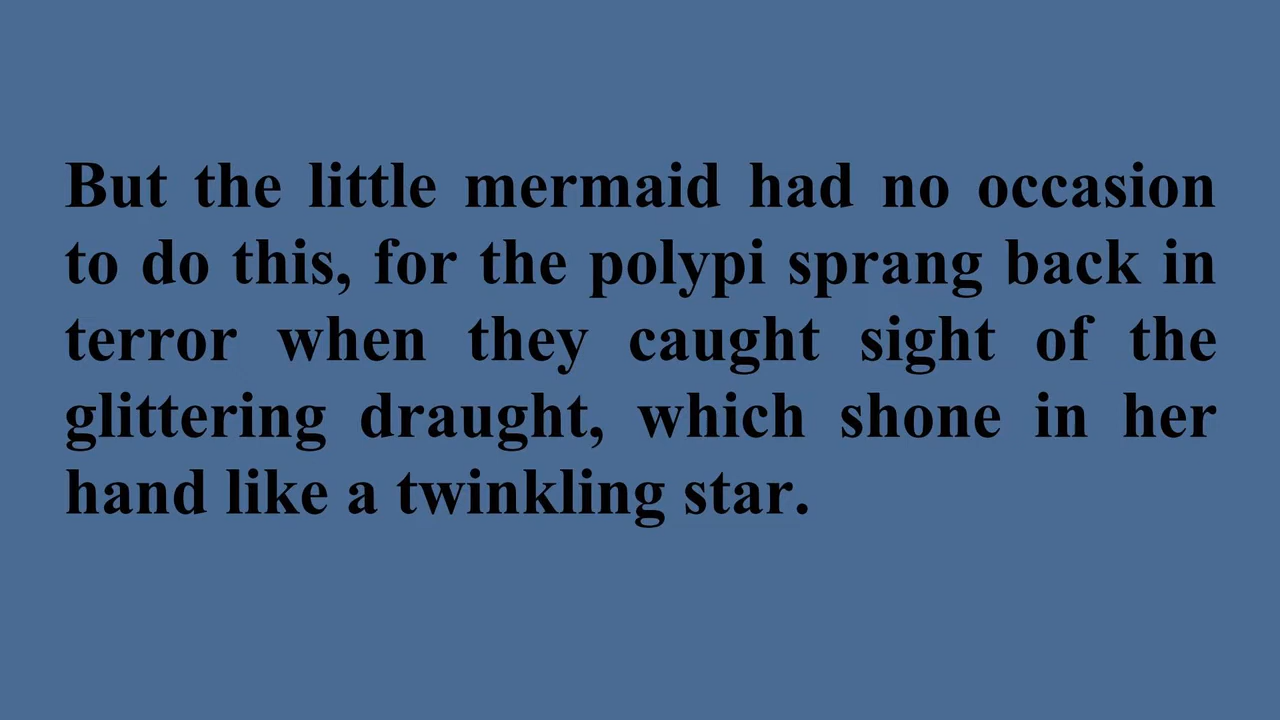 But the little mermaid had no occasion
to do this, for the polypi sprang back in
terror when they caught sight of the
glittering draught, which shone in her
hand like a twinkling star.